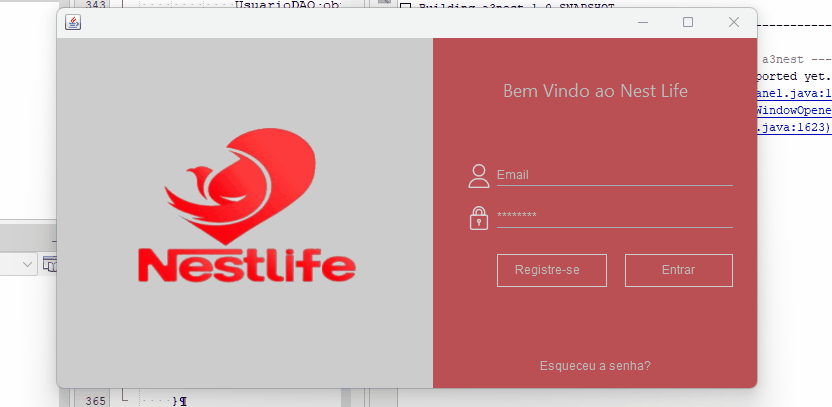 343
UsuarioDAO
Building a3nest 1.0-SNAPSHOT
a3nest ---
ported yet.
anel.java:1
WindowOpene
.java:1623)
Bem Vindo ao Nest Life
Email
********
Registre-se
Entrar
Esqueceu a senha?
Nestlife
365
}¶